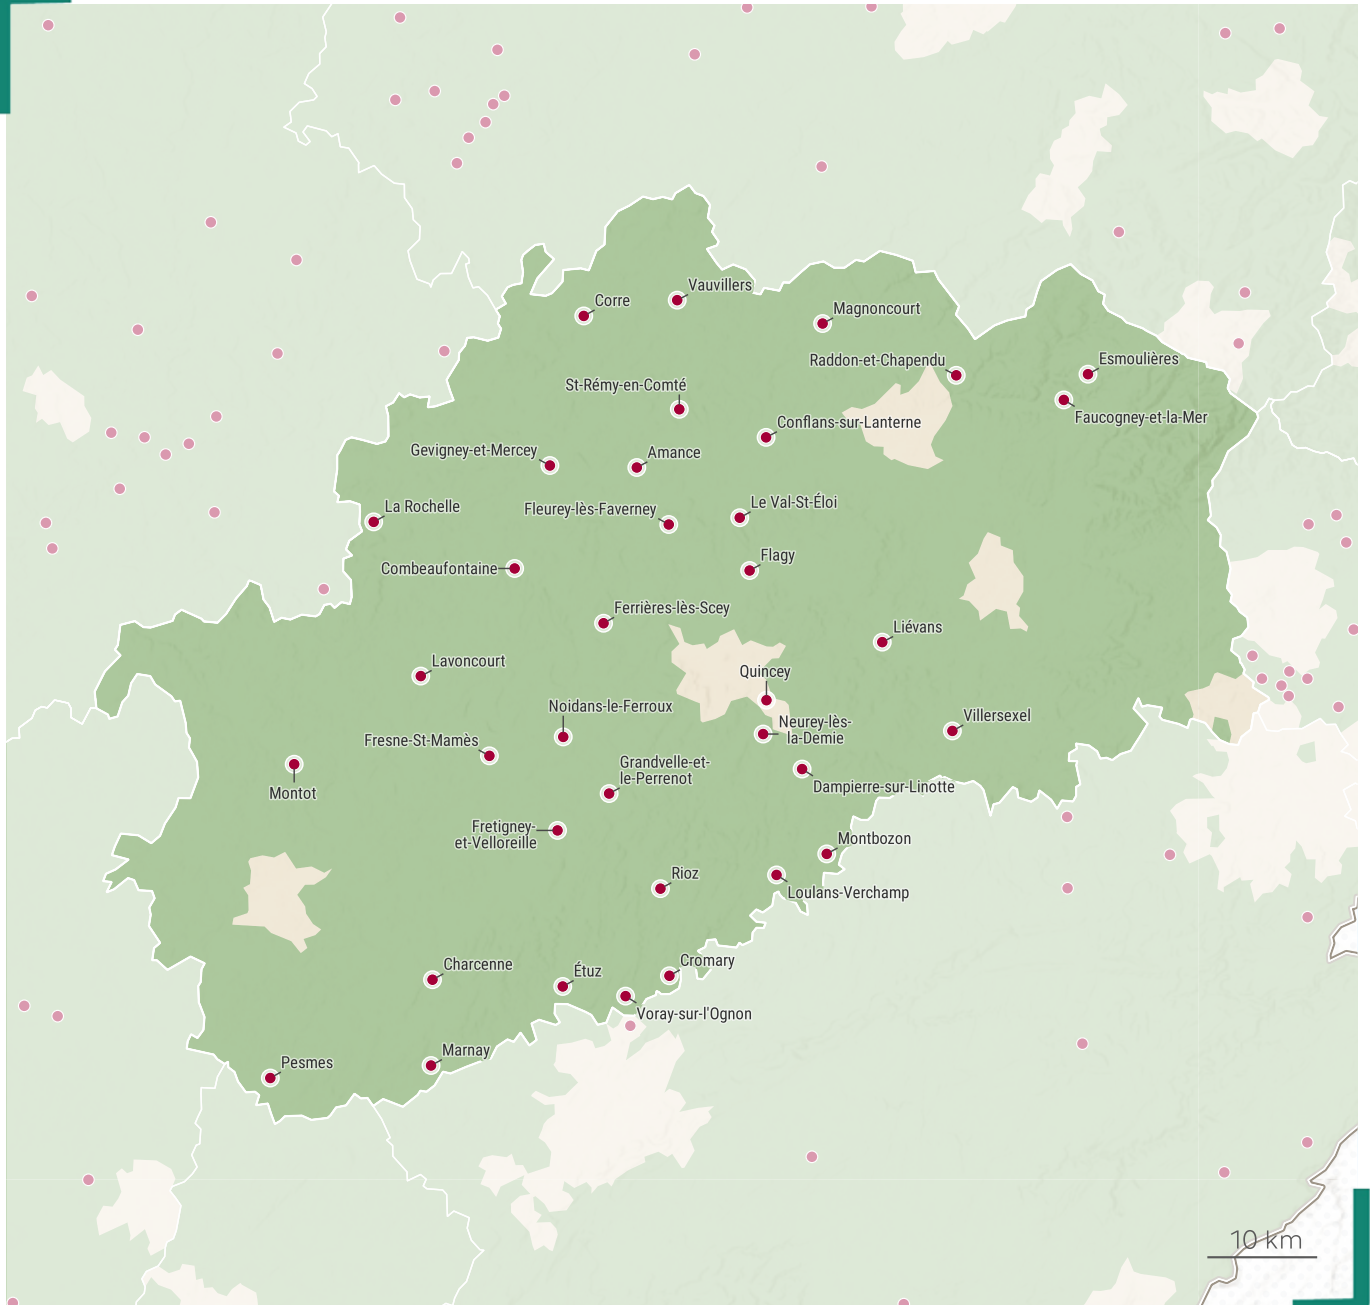 Vauvillers
Corre
Magnoncourt
Raddon-et-Chapendu
Esmoulières
St-Rémy-en-Comté
Faucogney-et-la-Mer
Conflans-sur-Lanterne
Gevigney-et-Mercey
Amance
La Rochelle
Le Val-St-Éloi
Fleurey-lès-Faverney
Flagy
Combeaufontaine
Ferrières-lès-Scey
Liévans
Lavoncourt
Quincey
Noidans-le-Ferroux
Villersexel
Neurey-lès-
la-Demie
Fresne-St-Mamès
Grandvelle-et-
le-Perrenot
Dampierre-sur-Linotte
Montot
Fretigney-
et-Velloreille
Montbozon
Rioz
Loulans-Verchamp
Cromary
Charcenne
Étuz
Voray-sur-l'Ognon
Marnay
Pesmes
10 km